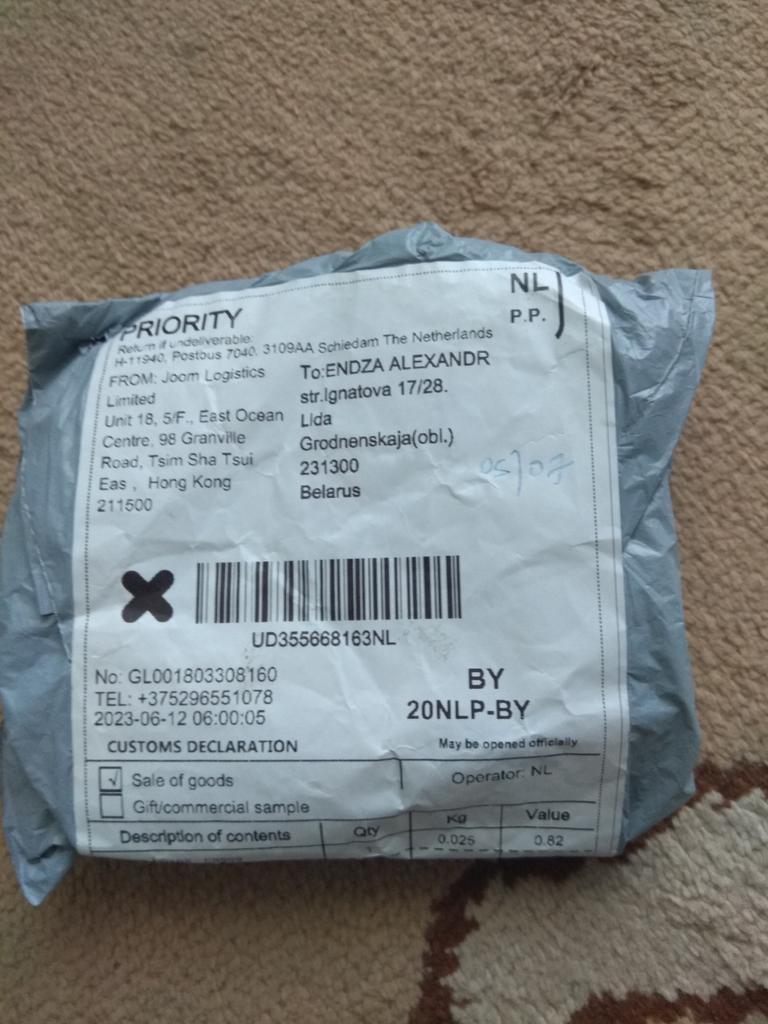 PRIORITY
NL
P.P.
Return if undeliverable:
H-11940, Postbus 7040, 3109AA Schiedam The Netherlands
FROM: Joom Logistics
Limited
Unit 18, 5/F., East Ocean
Centre, 98 Granville
Road, Tsim Sha Tsui
Eas , Hong Kong
211500
To:ENDZA ALEXANDR
str.Ignatova 17/28.
Lida
Grodnenskaja(obl.)
231300
Belarus
05/07
UD355668163NL
No: GL001803308160
TEL: +375296551078
2023-06-12 06:00:05
BY
20NLP-BY
CUSTOMS DECLARATION
May be opened officially
√ Sale of goods
Operator: NL
Gift/commercial sample
Description of contents Qty Kg Value
1 0.025 0.82